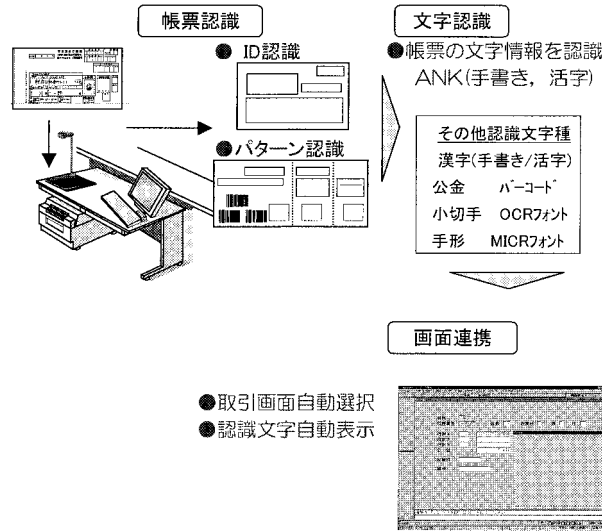 帳票認識
● ID認識
●パターン認識
文字認識
●帳票の文字情報を認識
ANK(手書き，活字)
その他認識文字種
漢字(手書き/活字)
公金 バーコード
小切手 OCRフォント
手形 MICRフォント
画面連携
●取引画面自動選択
●認識文字自動表示